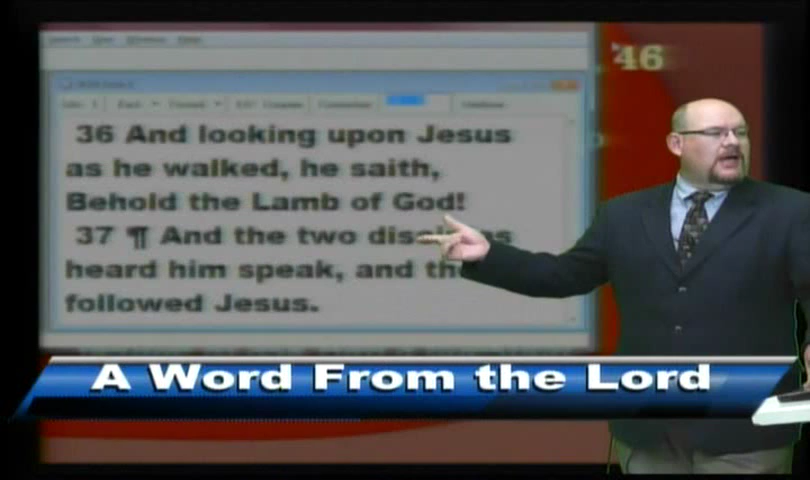 '46
36 And looking upon Jesus
as he walked, he saith,
Behold the Lamb of God!
37 ¶ And the two
heard him speak, and
followed Jesus.
A Word From the Lord